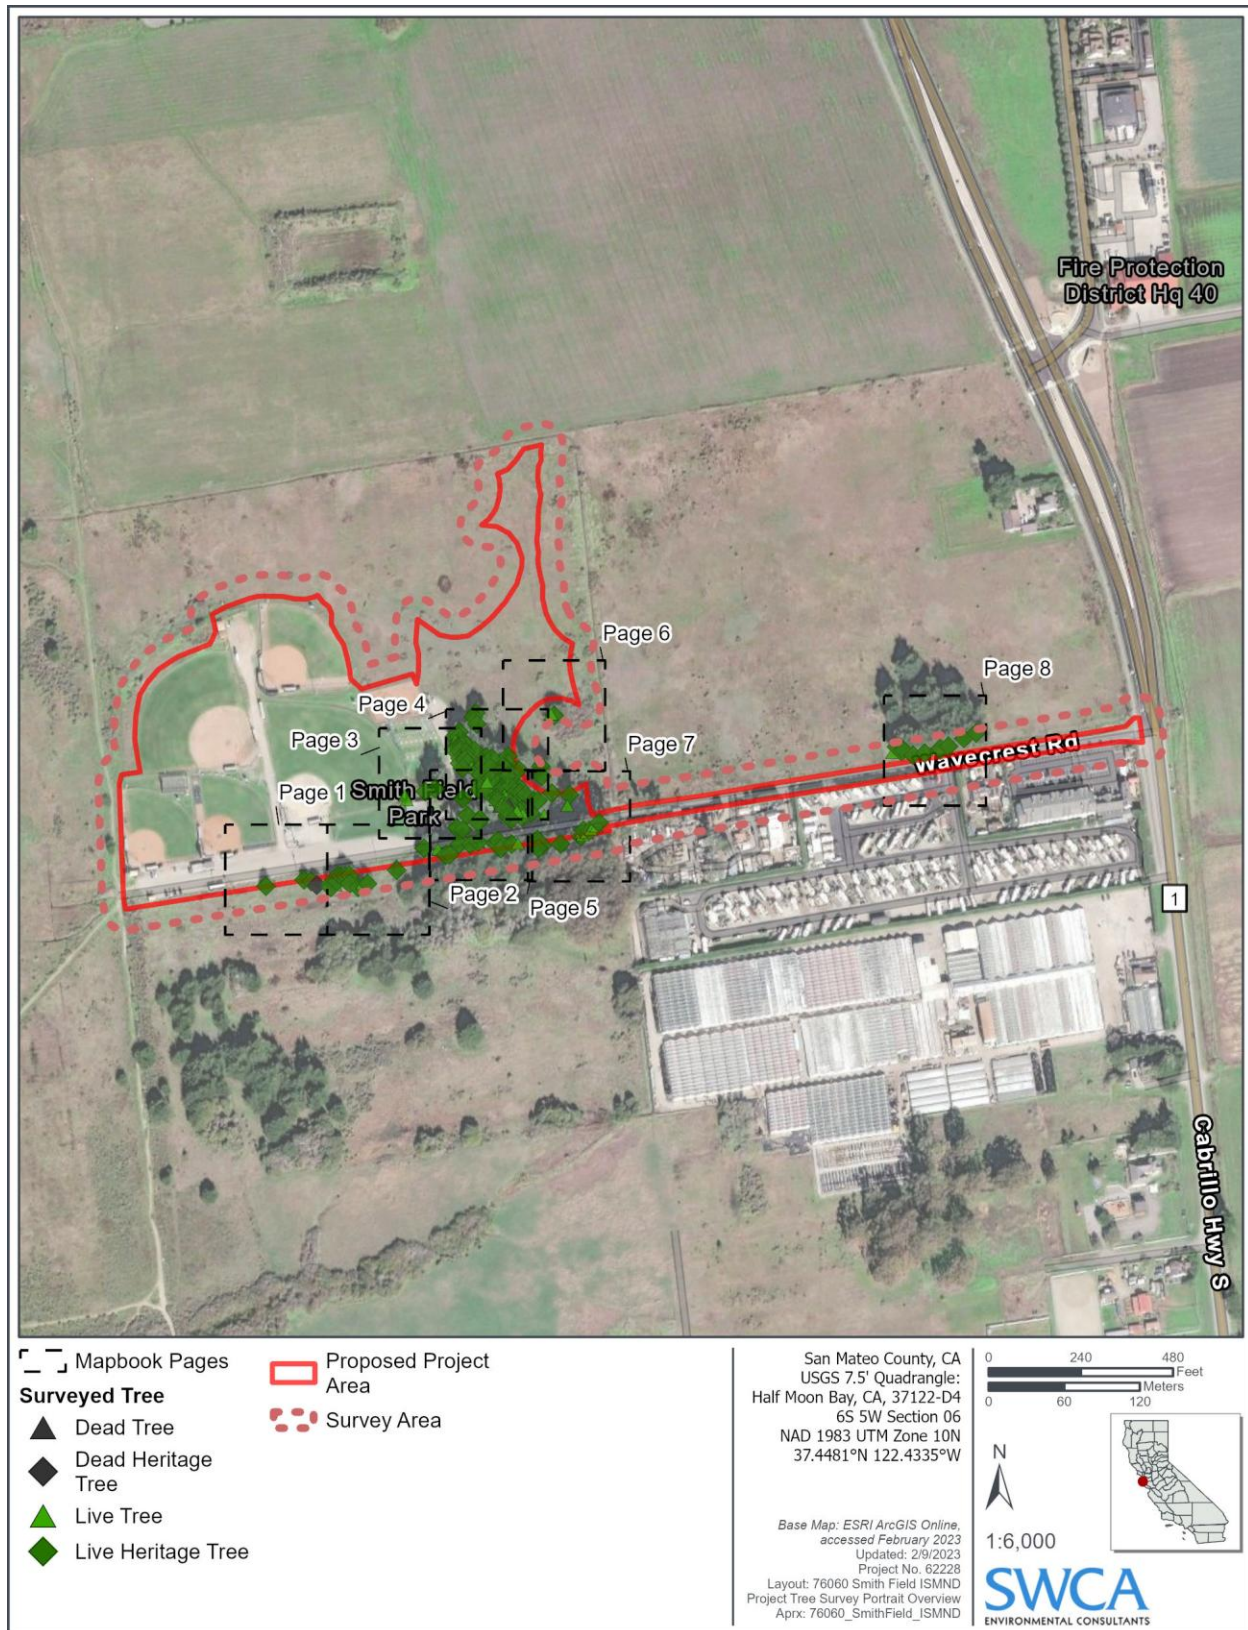 Fire Protection
District Hq 40
Page 6
Page 4
Page 8
Page 3
Page 7
Wavecrest Rd
Page 1
Smith Field
Park
Page 2
Page 5
1
Cabrillo Hwy S
Mapbook Pages
Surveyed Tree
Dead Tree
Dead Heritage
Tree
Live Tree
Live Heritage Tree
Proposed Project
Area
Survey Area
San Mateo County, CA
USGS 7.5' Quadrangle:
Half Moon Bay, CA, 37122-D4
6S 5W Section 06
NAD 1983 UTM Zone 10N
37.4481°N 122.4335°W
Base Map: ESRI ArcGIS Online,
accessed February 2023
Updated: 2/9/2023
Project No. 62228
Layout: 76060 Smith Field ISMND
Project Tree Survey Portrait Overview
Aprx: 76060_SmithField_ISMND
0 240 480
Feet
Meters
0 60 120
N
1:6,000
SWCA
ENVIRONMENTAL CONSULTANTS